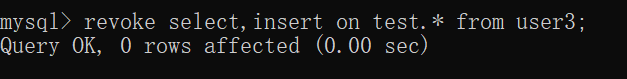 mysql> revoke select,insert on test.* from user3;
Query OK, 0 rows affected (0.00 sec)